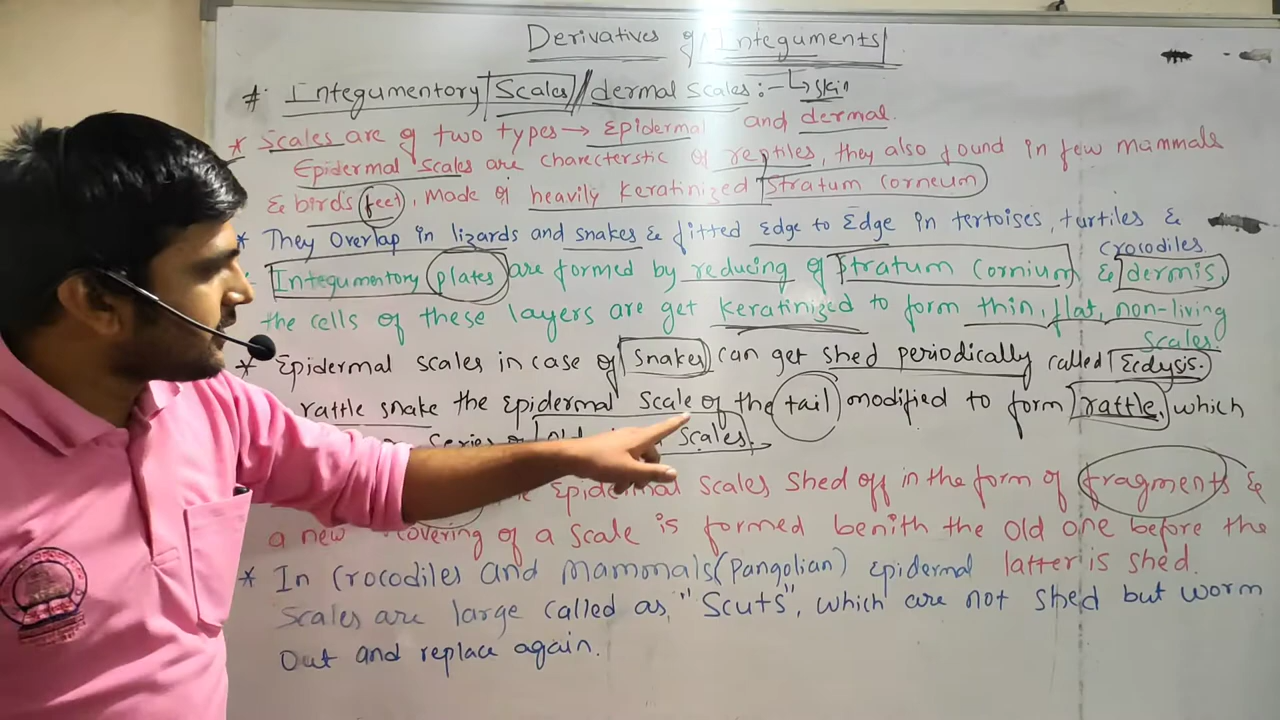 Derivatives of Integuments
#. Integumentory Scales // dermal scales :- ↳ skin
* Scales are of two types → Epidermal and dermal.
Epidermal Scales are charecterstic of reptiles, they also found in few mammals
& birds feet, made of heavily keratinized stratum corneum
* They Overlap in lizards and snakes & fitted Edge to Edge in tertoises, turtiles &
crocodiles.
Integumentory plates are formed by reducing of stratum Cornium & dermis,
the cells of these layers are get keratinized to form thin, flat, non-living
scales.
* Epidermal scales in case of snakes can get shed periodically called Ecdysis.
rattle snake the Epidermal Scale of the tail modified to form rattle, which
Series of Old scales.
Epidermal scales shed off in the form of fragments &
a new covering of a scale is formed benith the old one before the
latter is shed.
* In Crocodiles and Mammals (Pangolian) Epidermal
Scales are large called as "Scuts", which are not shed but worm
Out and replace again.